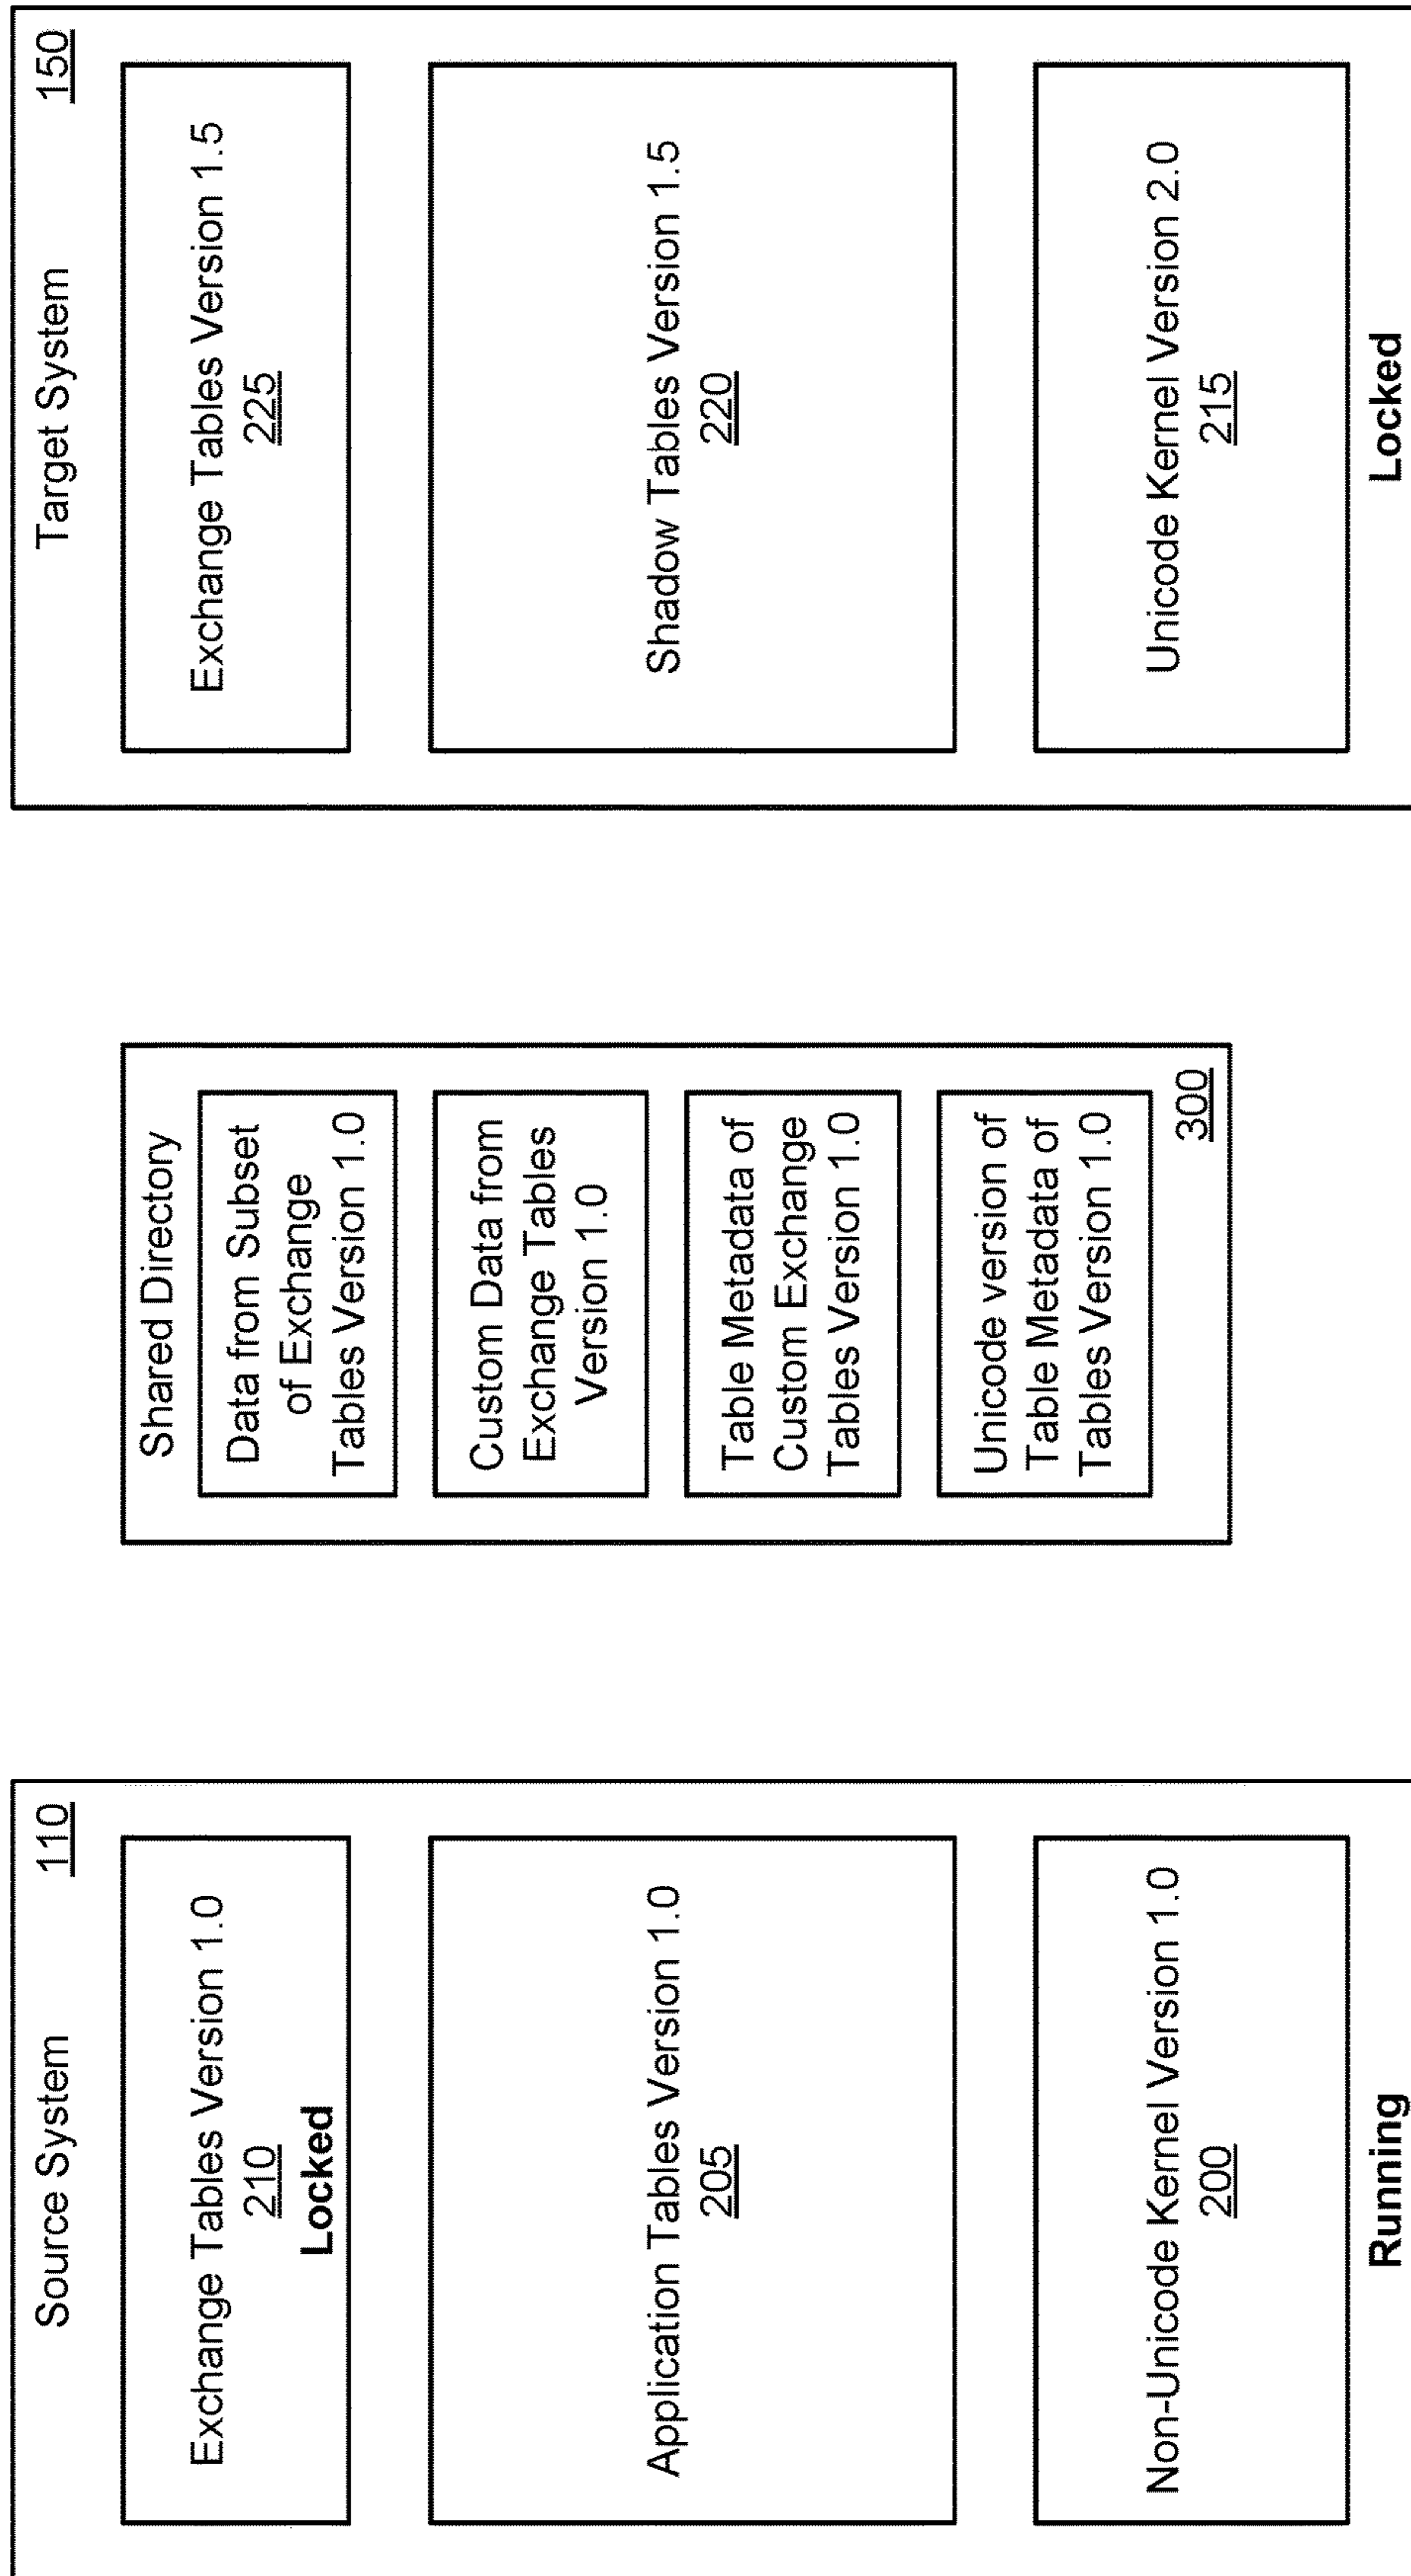 Source System
110
Exchange Tables Version 1.0
210
Locked
Application Tables Version 1.0
205
Non-Unicode Kernel Version 1.0
200
Running
Shared Directory
Data from Subset
of Exchange
Tables Version 1.0
Custom Data from
Exchange Tables
Version 1.0
Table Metadata of
Custom Exchange
Tables Version 1.0
Unicode version of
Table Metadata of
Tables Version 1.0
300
Target System
150
Exchange Tables Version 1.5
225
Shadow Tables Version 1.5
220
Unicode Kernel Version 2.0
215
Locked